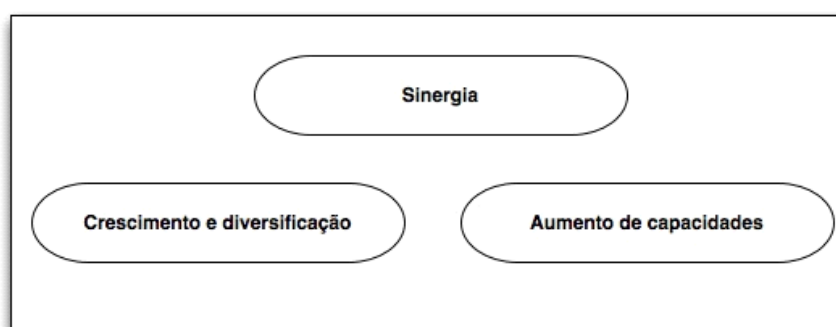 Sinergia
Crescimento e diversificação
Aumento de capacidades